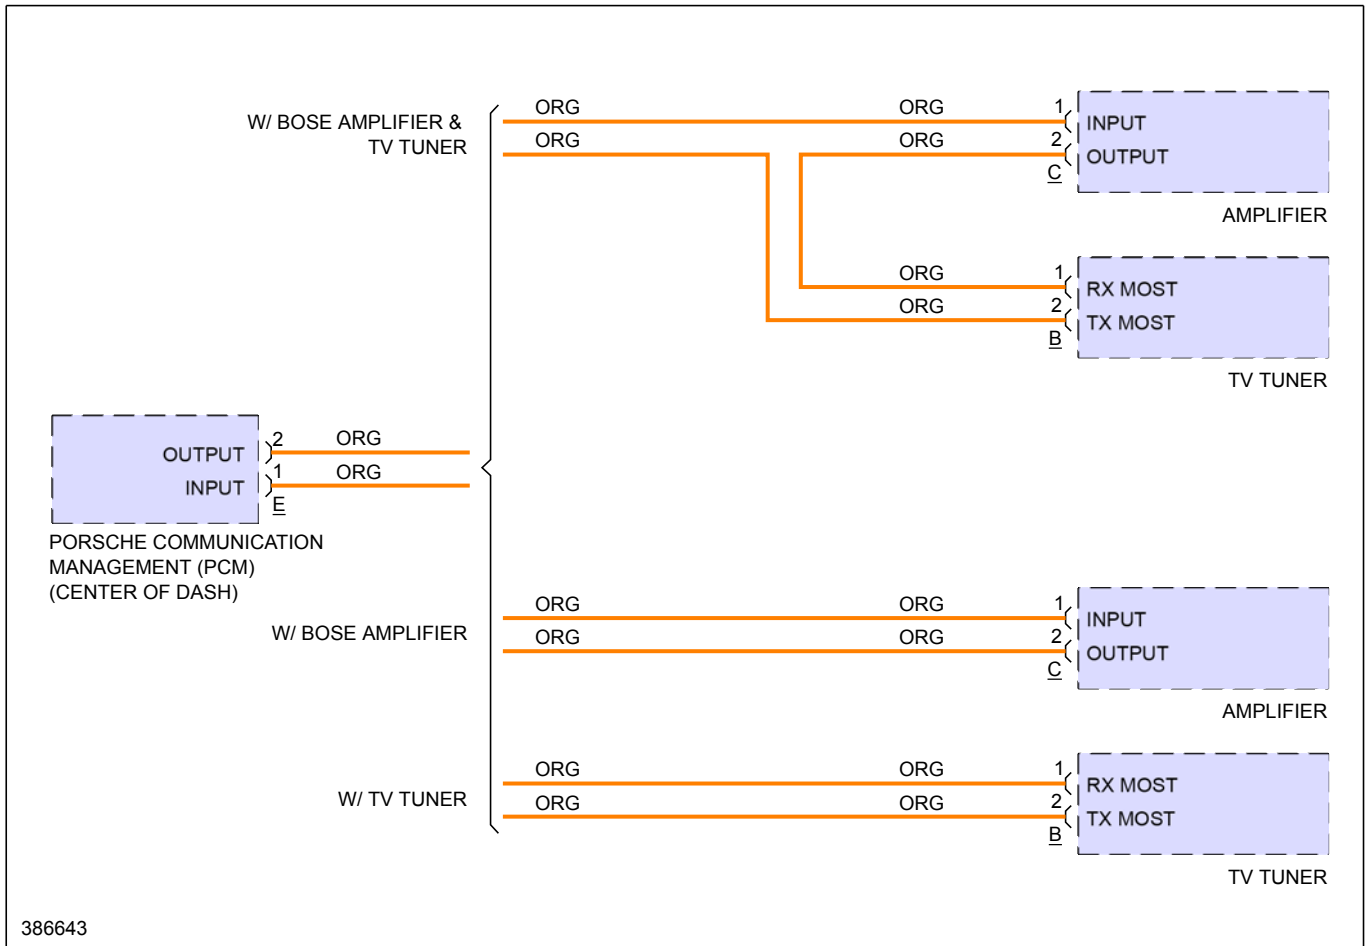 W/ BOSE AMPLIFIER &
TV TUNER
ORG ORG 1 INPUT
ORG ORG 2 OUTPUT
C
AMPLIFIER
ORG 1 RX MOST
ORG 2 TX MOST
B
TV TUNER
OUTPUT 2 ORG
INPUT 1 ORG
E
PORSCHE COMMUNICATION
MANAGEMENT (PCM)
(CENTER OF DASH)
W/ BOSE AMPLIFIER
ORG ORG 1 INPUT
ORG ORG 2 OUTPUT
C
AMPLIFIER
W/ TV TUNER
ORG ORG 1 RX MOST
ORG ORG 2 TX MOST
B
TV TUNER
386643